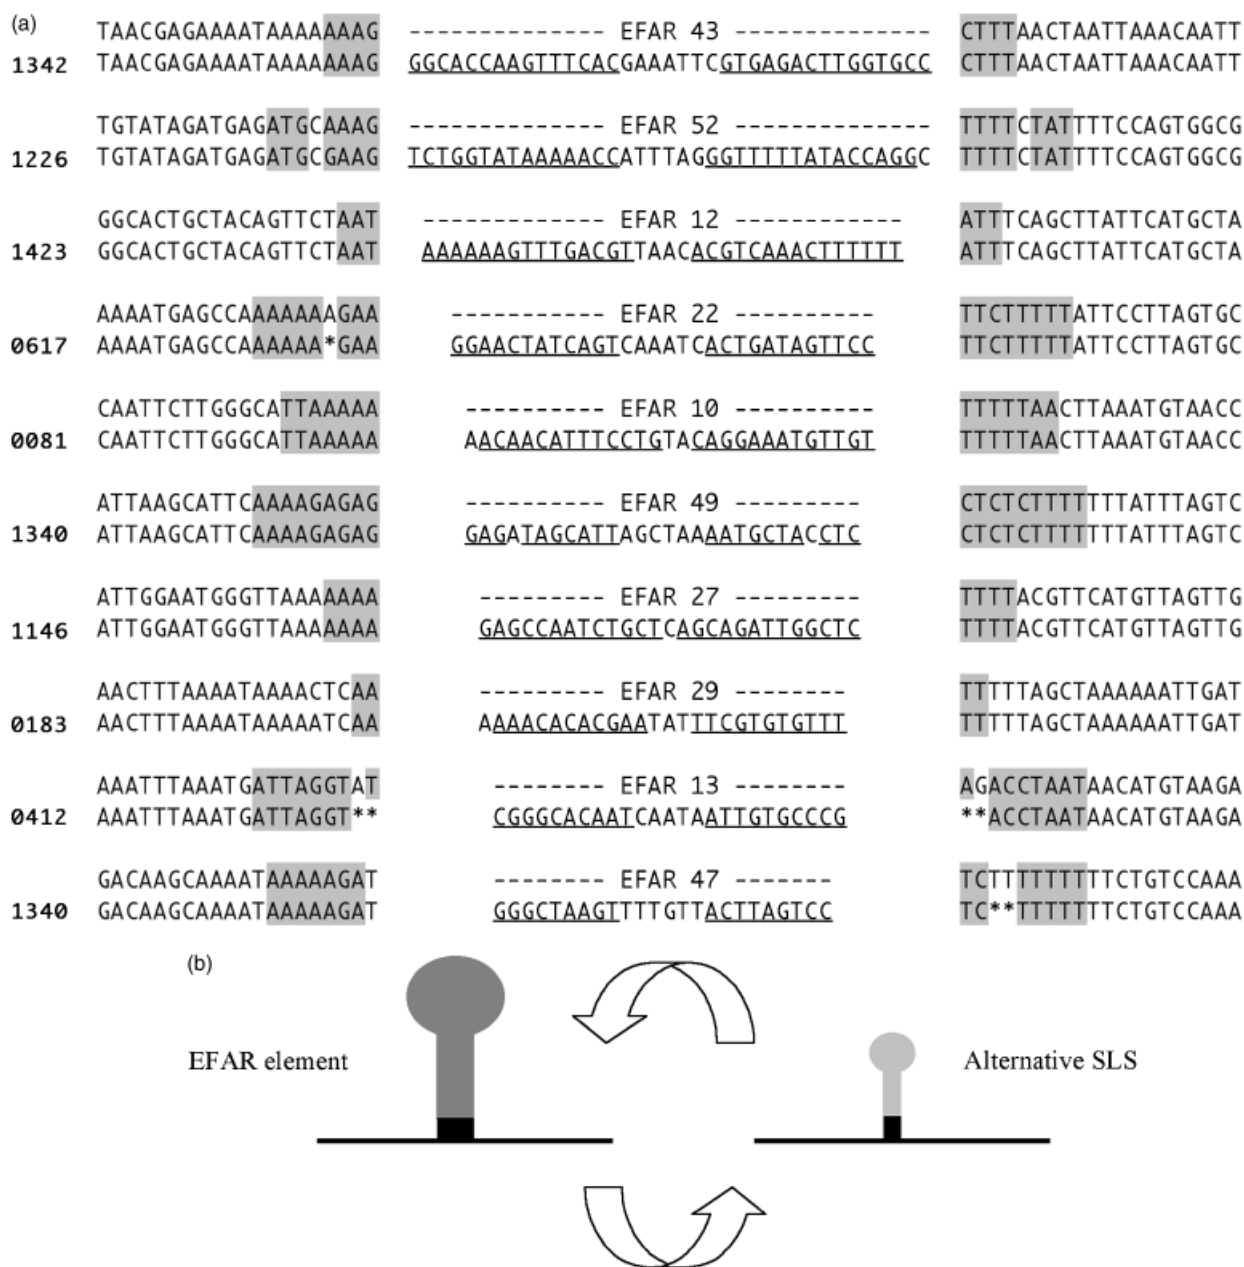 (a)
TAACGAGAAAATAAAAAAAG -------------- EFAR 43 -------------- CTTTAACTAATTAAACAATT
1342 TAACGAGAAAATAAAAAAAG GGCACCAAGTTTCACGAAATTCGTGAGACTTGGTGCC CTTTAACTAATTAAACAATT
TGTATAGATGAGATGCAAAG -------------- EFAR 52 -------------- TTTTCTATTTTCCAGTGGCG
1226 TGTATAGATGAGATGCGAAG TCTGGTATAAAAACCATTTAGGGTTTTTATACCAGGC TTTTCTATTTTCCAGTGGCG
GGCACTGCTACAGTTCTAAT ------------- EFAR 12 ------------ ATTTCAGCTTATTCATGCTA
1423 GGCACTGCTACAGTTCTAAT AAAAAAGTTTGACGTTAACACGTCAAACTTTTTT ATTTCAGCTTATTCATGCTA
AAAATGAGCCAAAAAAAGAA ----------- EFAR 22 ---------- TTCTTTTTATTCCTTAGTGC
0617 AAAATGAGCCAAAAAA*GAA GGAACTATCAGTCAAATCACTGATAGTTCC TTCTTTTTATTCCTTAGTGC
CAATTCTTGGGCATTAAAAA ---------- EFAR 10 ---------- TTTTTAACTTAAATGTAACC
0081 CAATTCTTGGGCATTAAAAA AACAACATTTCCTGTACAGGAAATGTTGT TTTTTAACTTAAATGTAACC
ATTAAGCATTCAAAAGAGAG ---------- EFAR 49 --------- CTCTCTTTTTTTATTTAGTC
1340 ATTAAGCATTCAAAAGAGAG GAGATAGCATTAGCTAAAATGCTACCTC CTCTCTTTTTTTATTTAGTC
ATTGGAATGGGTTAAAAAAA --------- EFAR 27 --------- TTTTACGTTCATGTTAGTTG
1146 ATTGGAATGGGTTAAAAAAA GAGCCAATCTGCTCAGCAGATTGGCTC TTTTACGTTCATGTTAGTTG
AACTTTAAAATAAAACTCAA --------- EFAR 29 -------- TTTTTAGCTAAAAAATTGAT
0183 AACTTTAAAATAAAAATCAA AAAACACACGAATATTTCGTGTGTTT TTTTTAGCTAAAAAATTGAT
AAATTTAAATGATTAGGTAT -------- EFAR 13 -------- AGACCTAATAACATGTAAGA
0412 AAATTTAAATGATTAGGT** CGGGCACAATCAATAATTGTGCCCG **ACCTAATAACATGTAAGA
GACAAGCAAAATAAAAAGAT -------- EFAR 47 ------- TCTTTTTTTTTCTGTCCAAA
1340 GACAAGCAAAATAAAAAGAT GGGCTAAGTTTTGTTACTTAGTCC TC**TTTTTTTCTGTCCAAA
(b)
EFAR element
Alternative SLS